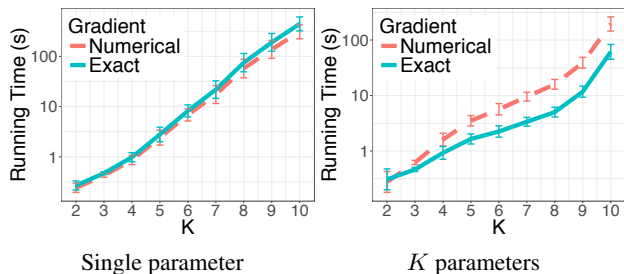 Gradient
Numerical
Exact
Running Time (s)
100
10
1
2 3 4 5 6 7 8 9 10
K
Single parameter
Gradient
Numerical
Exact
Running Time (s)
100
10
1
2 3 4 5 6 7 8 9 10
K
K parameters